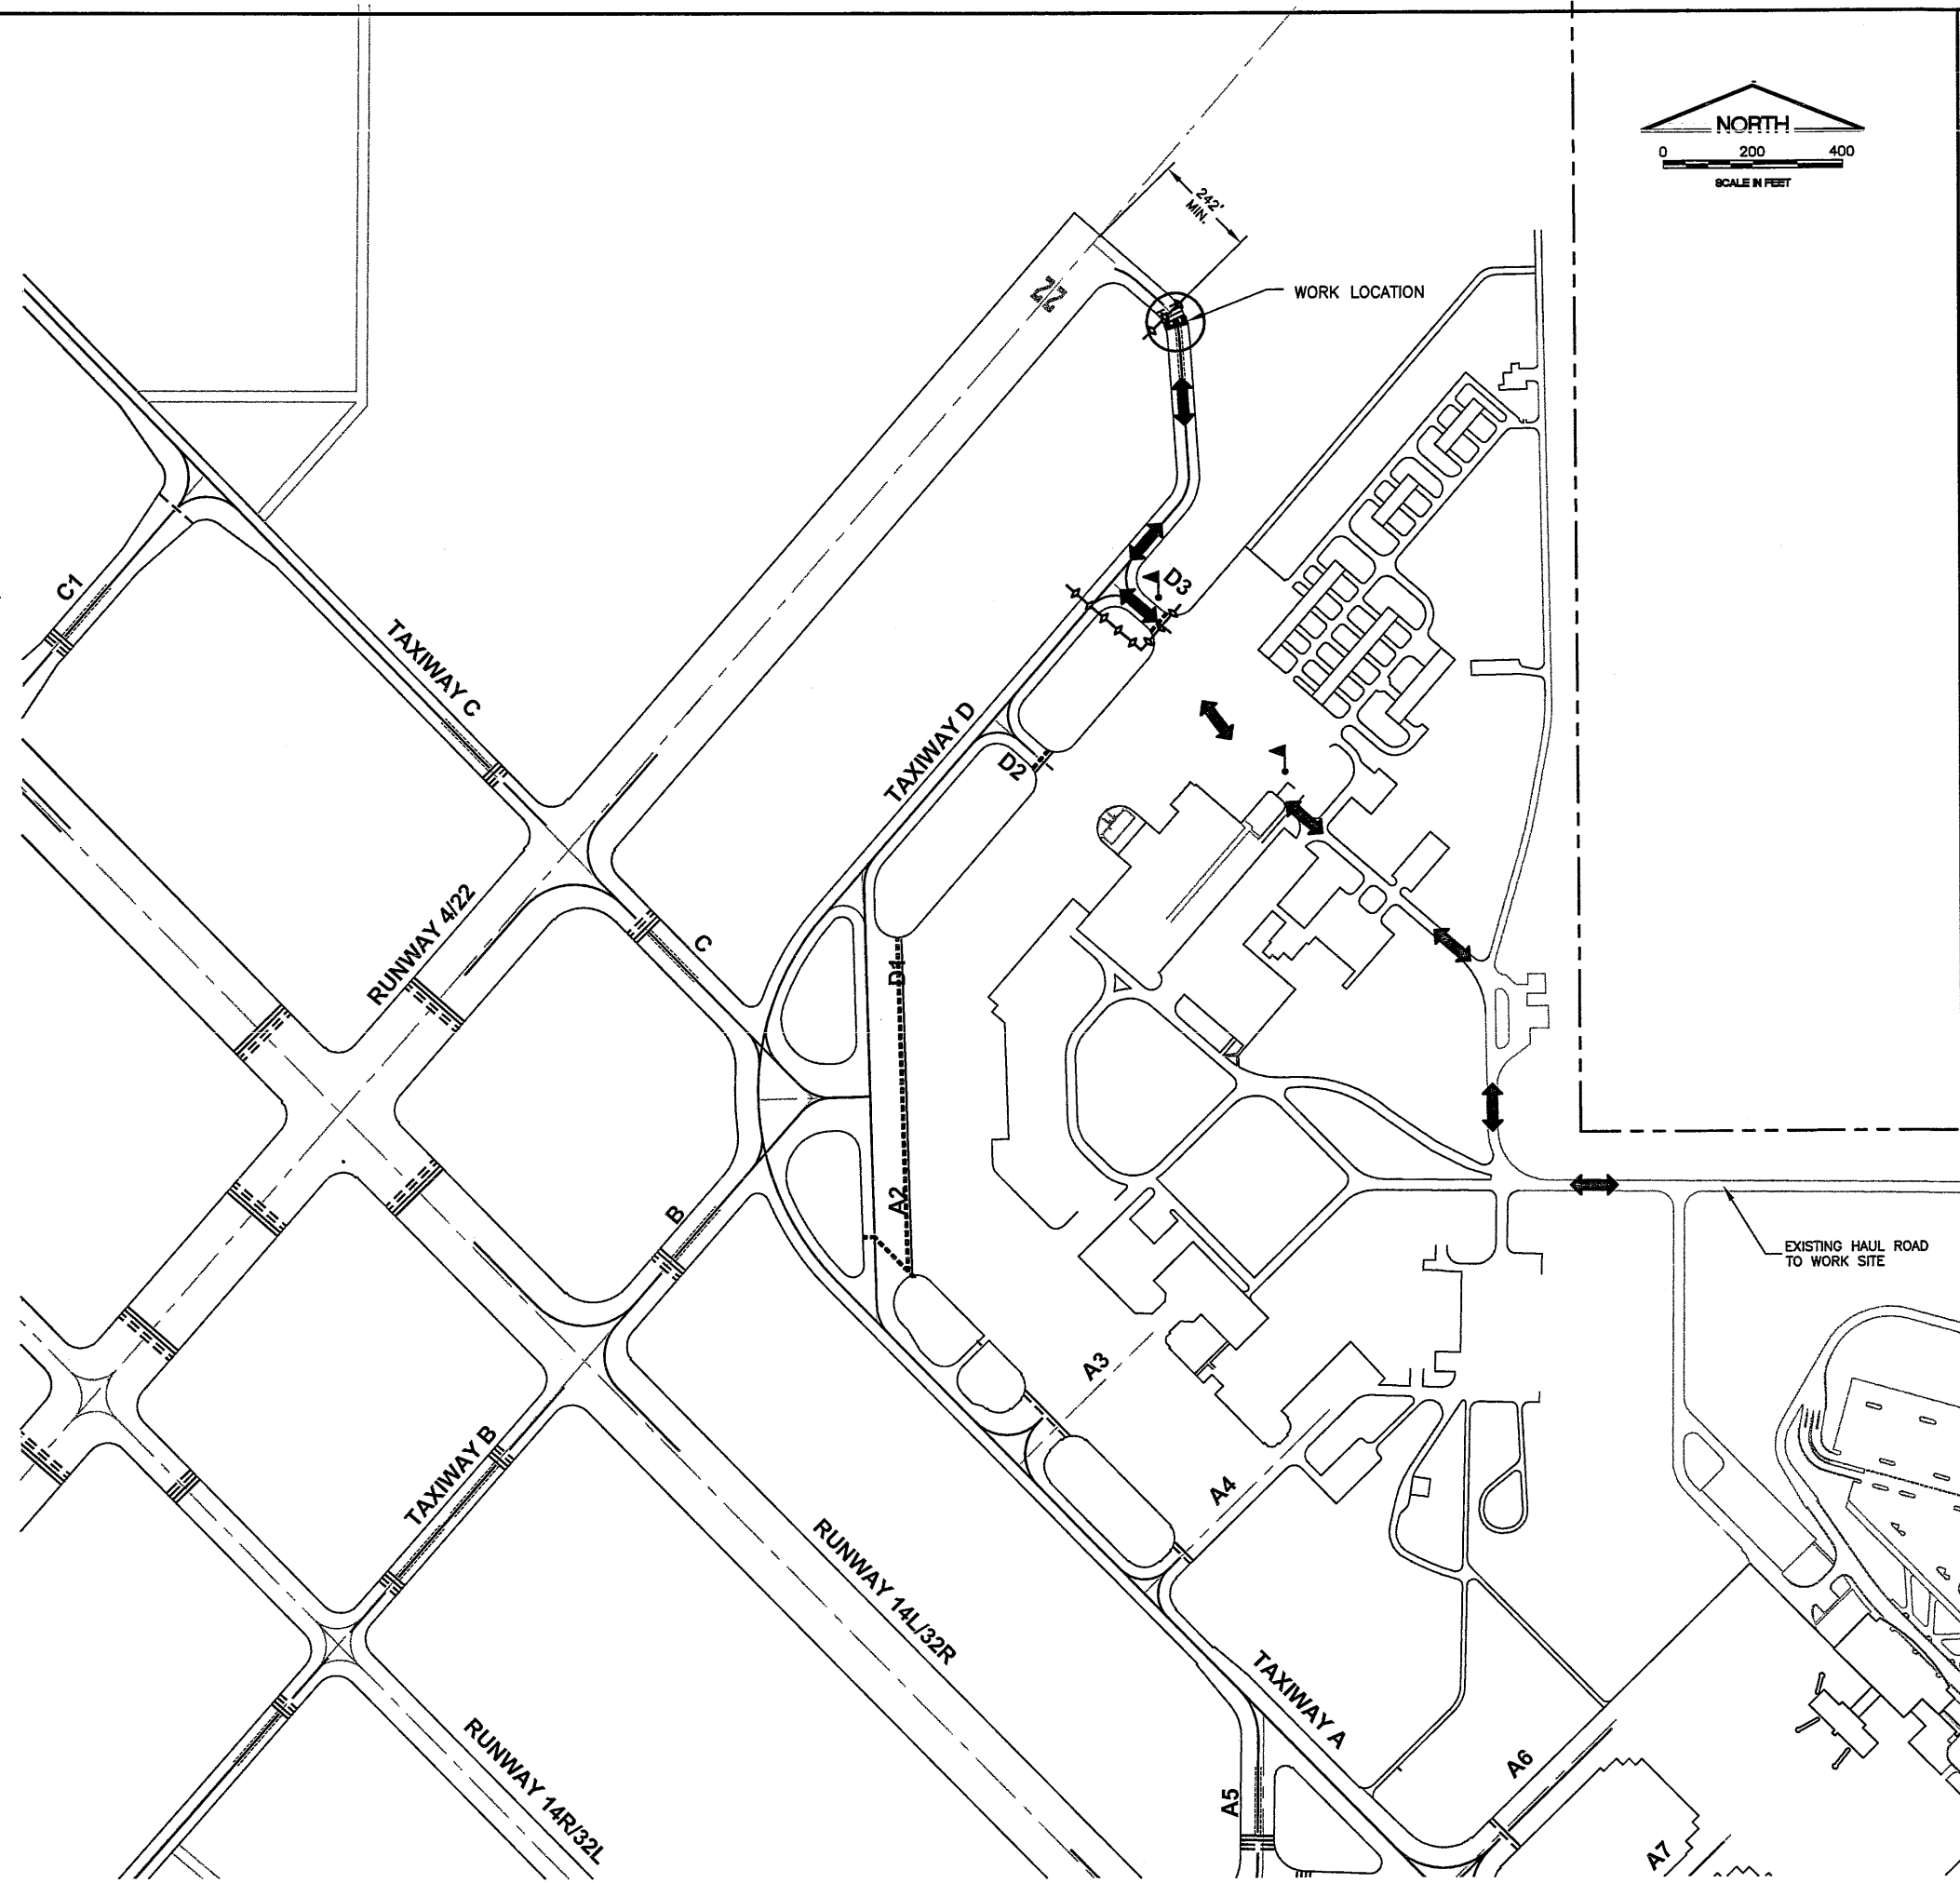 NORTH
0 200 400
SCALE IN FEET
242'
MIN.
22
WORK LOCATION
C1
D3
TAXIWAY C
TAXIWAY D
D2
RUNWAY 4/22
C
D1
A2
B
EXISTING HAUL ROAD
TO WORK SITE
A3
TAXIWAY B
A4
RUNWAY 14L/32R
TAXIWAY A
RUNWAY 14R/32L
A6
A5
A7